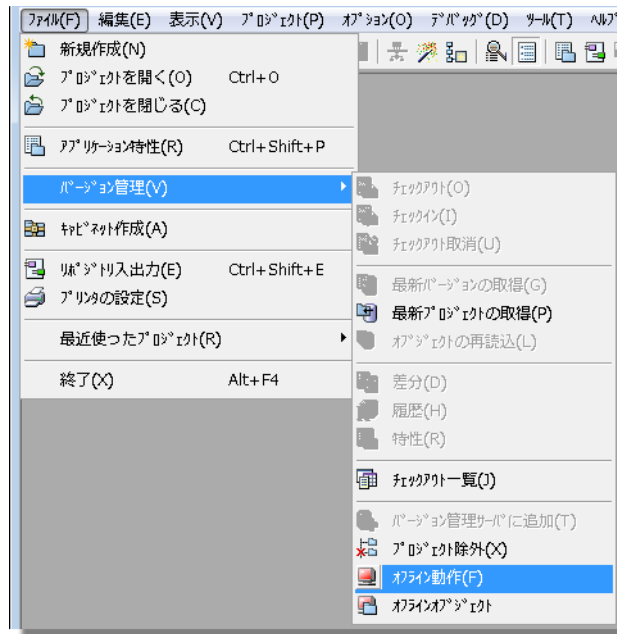 ﾌｧｲﾙ(F) 編集(E) 表示(V) ﾌﾟﾛｼﾞｪｸﾄ(P) ｵﾌﾟｼｮﾝ(O) ﾃﾞﾊﾞｯｸﾞ(D) ﾂｰﾙ(T) ﾍﾙﾌﾟ
新規作成(N)
ﾌﾟﾛｼﾞｪｸﾄを開く(O) Ctrl+O
ﾌﾟﾛｼﾞｪｸﾄを閉じる(C)
ｱﾌﾟﾘｹｰｼｮﾝ特性(R) Ctrl+Shift+P
ﾊﾞｰｼﾞｮﾝ管理(V)
ｷｬﾋﾞﾈｯﾄ作成(A)
ﾘﾎﾟｼﾞﾄﾘ入出力(E) Ctrl+Shift+E
ﾌﾟﾘﾝﾀの設定(S)
最近使ったﾌﾟﾛｼﾞｪｸﾄ(R)
終了(X) Alt+F4
ﾁｪｯｸｱｳﾄ(O)
ﾁｪｯｸｲﾝ(I)
ﾁｪｯｸｱｳﾄ取消(U)
最新ﾊﾞｰｼﾞｮﾝの取得(G)
最新ﾌﾟﾛｼﾞｪｸﾄの取得(P)
ｵﾌﾞｼﾞｪｸﾄの再読込(L)
差分(D)
履歴(H)
特性(R)
ﾁｪｯｸｱｳﾄ一覧(J)
ﾊﾞｰｼﾞｮﾝ管理ｻｰﾊﾞに追加(T)
ﾌﾟﾛｼﾞｪｸﾄ除外(X)
ｵﾌﾗｲﾝ動作(F)
ｵﾌﾗｲﾝｵﾌﾞｼﾞｪｸﾄ